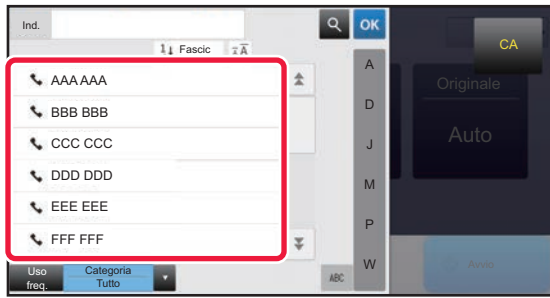 Ind.
OK
CA
1↓ Fascic
A
AAA AAA
BBB BBB
CCC CCC
DDD DDD
EEE EEE
FFF FFF
A
D
J
M
P
W
Originale
Auto
Uso freq.
Categoria
Tutto
ABC
Avvio